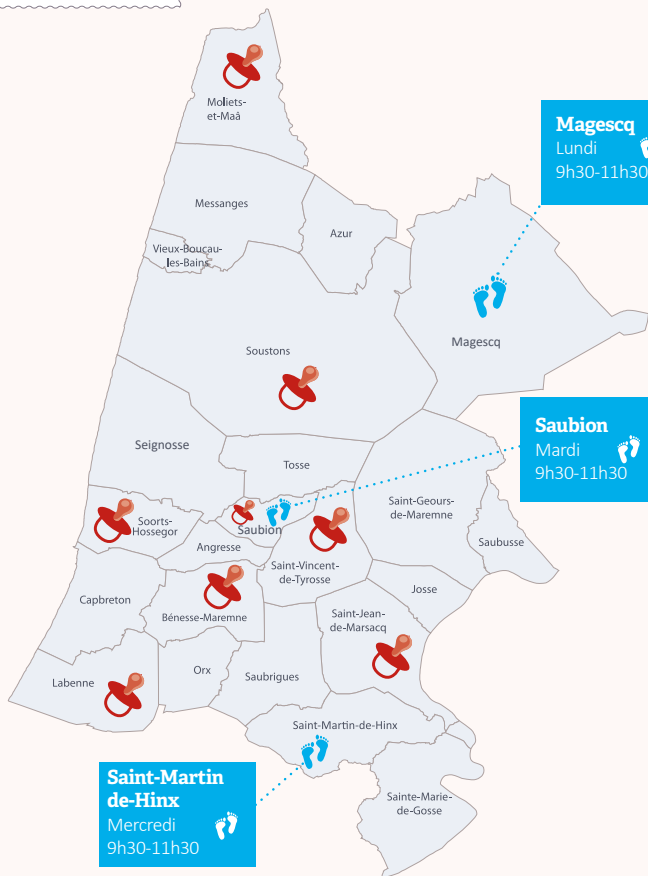 Moliets-
et-Maâ
Magescq
Lundi
9h30-11h30
Messanges
Azur
Vieux-Boucau-
les-Bains
Magescq
Soustons
Saubion
Mardi
9h30-11h30
Seignosse
Tosse
Saint-Geours-
de-Maremne
Soorts-
Hossegor
Saubion
Saubusse
Angresse
Saint-Vincent-
de-Tyrosse
Josse
Capbreton
Bénesse-Maremne
Saint-Jean-
de-Marsacq
Labenne
Orx
Saubrigues
Saint-Martin-de-Hinx
Saint-Martin
de-Hinx
Mercredi
9h30-11h30
Sainte-Marie-
de-Gosse